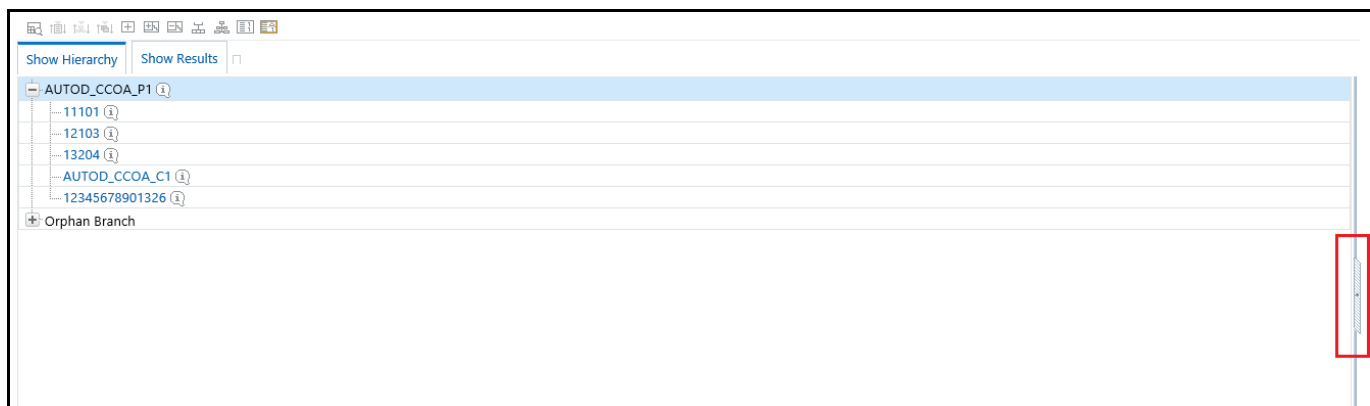 Show Hierarchy Show Results
AUTOD_CCOA_P1
11101
12103
13204
AUTOD_CCOA_C1
12345678901326
Orphan Branch